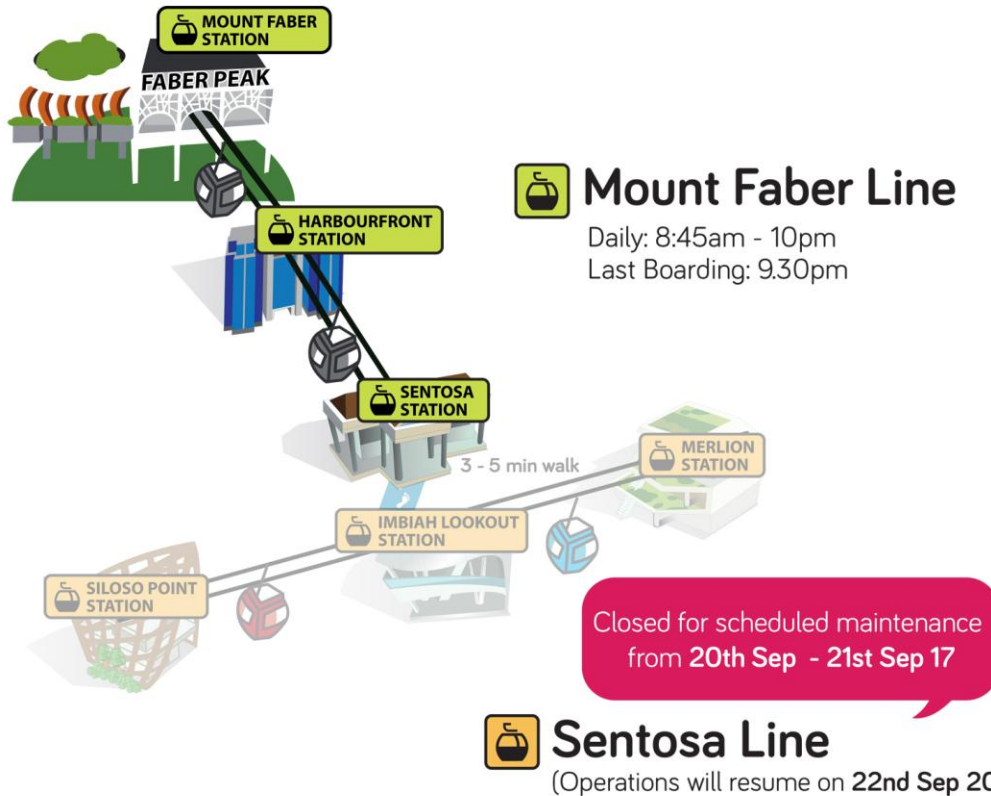 MOUNT FABER
STATION
FABER PEAK
HARBOURFRONT
STATION
Mount Faber Line
Daily: 8:45am - 10pm
Last Boarding: 9.30pm
SENTOSA
STATION
3 - 5 min walk
MERLION
STATION
IMBIAH LOOKOUT
STATION
SILOSO POINT
STATION
Closed for scheduled maintenance
from 20th Sep - 21st Sep 17
Sentosa Line
(Operations will resume on 22nd Sep 20